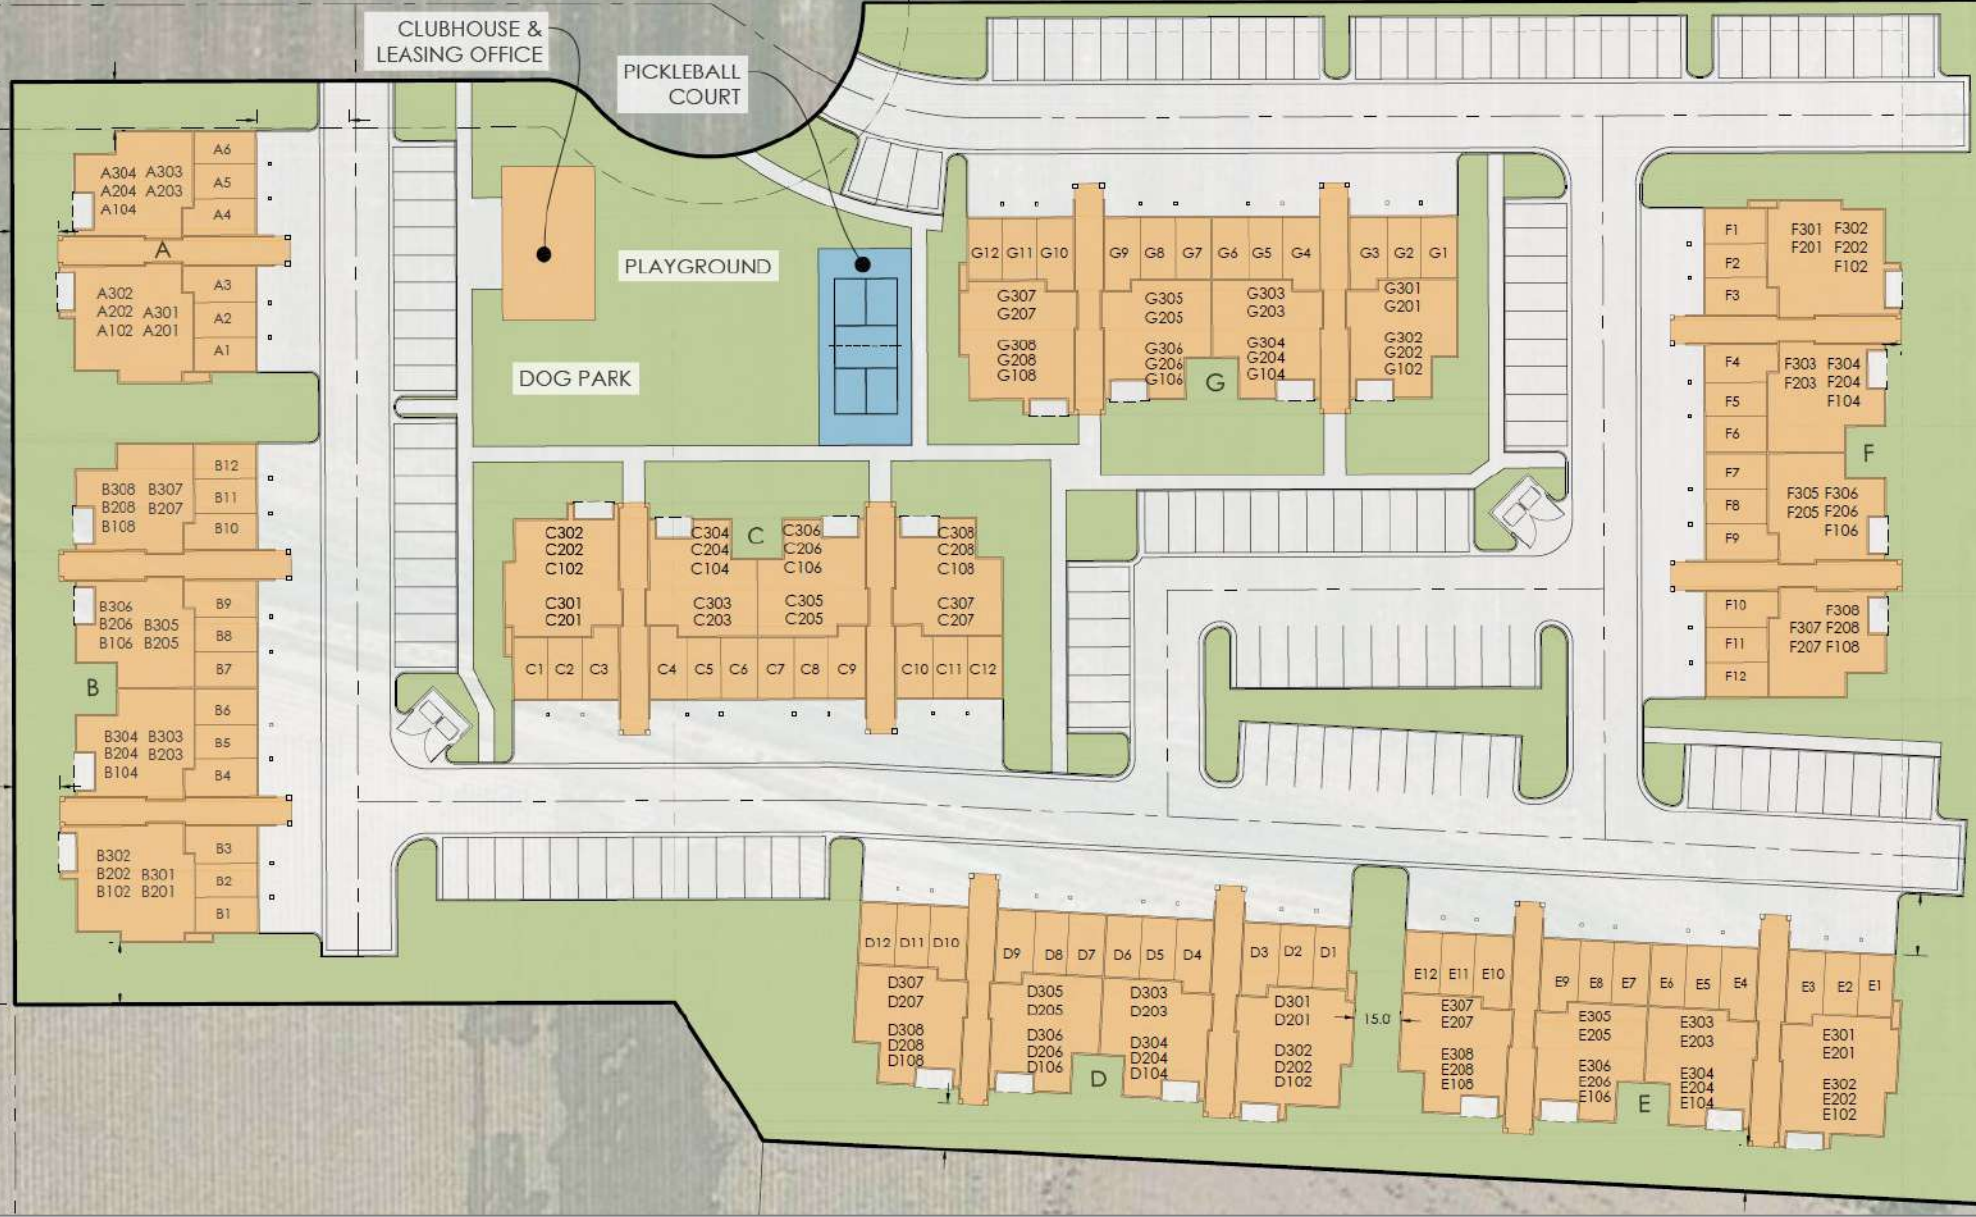 CLUBHOUSE &
LEASING OFFICE
PICKLEBALL
COURT
PLAYGROUND
DOG PARK
A304 A303
A204 A203
A104
A6
A5
A4
A
A302
A202 A301
A102 A201
A3
A2
A1
B308 B307
B208 B207
B108
B12
B11
B10
B306
B206 B305
B106 B205
B9
B8
B7
B
B304 B303
B204 B203
B104
B6
B5
B4
B302
B202 B301
B102 B201
B3
B2
B1
C302
C202
C102
C301
C201
C304
C204
C104
C303
C203
C
C306
C206
C106
C305
C205
C308
C208
C108
C307
C207
C1 C2 C3 C4 C5 C6 C7 C8 C9 C10 C11 C12
G12 G11 G10 G9 G8 G7 G6 G5 G4 G3 G2 G1
G307
G207
G308
G208
G108
G305
G205
G306
G206
G106
G303
G203
G304
G204
G104
G
G301
G201
G302
G202
G102
F1
F2
F3
F301 F302
F201 F202
F102
F4
F5
F6
F303 F304
F203 F204
F104
F
F7
F8
F9
F305 F306
F205 F206
F106
F10
F11
F12
F308
F307 F208
F207 F108
D12 D11 D10 D9 D8 D7 D6 D5 D4 D3 D2 D1
D307
D207
D308
D208
D108
D305
D205
D306
D206
D106
D
D303
D203
D304
D204
D104
D301
D201
D302
D202
D102
15.0'
E12 E11 E10 E9 E8 E7 E6 E5 E4 E3 E2 E1
E307
E207
E308
E208
E108
E305
E205
E306
E206
E106
E
E303
E203
E304
E204
E104
E301
E201
E302
E202
E102